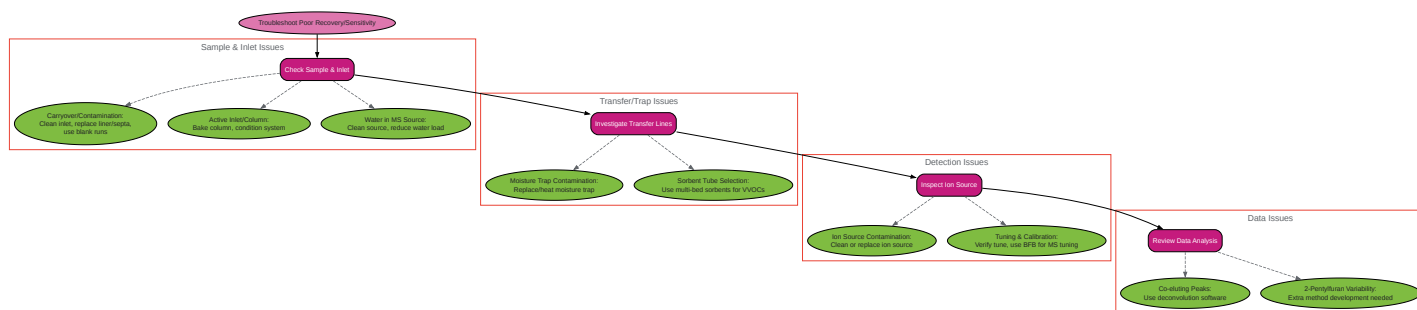 Troubleshoot Poor Recovery/Sensitivity
Sample & Inlet Issues
Check Sample & Inlet
Carryover/Contamination:
Clean inlet, replace liner/septa,
use blank runs
Active Inlet/Column:
Bake column, condition system
Water in MS Source:
Clean source, reduce water load
Transfer/Trap Issues
Investigate Transfer Lines
Moisture Trap Contamination:
Replace/heat moisture trap
Sorbent Tube Selection:
Use multi-bed sorbents for VVOCs
Detection Issues
Inspect Ion Source
Ion Source Contamination:
Clean or replace ion source
Tuning & Calibration:
Verify tune, use BFB for MS tuning
Data Issues
Review Data Analysis
Co-eluting Peaks:
Use deconvolution software
2-Pentylfuran Variability:
Extra method development needed